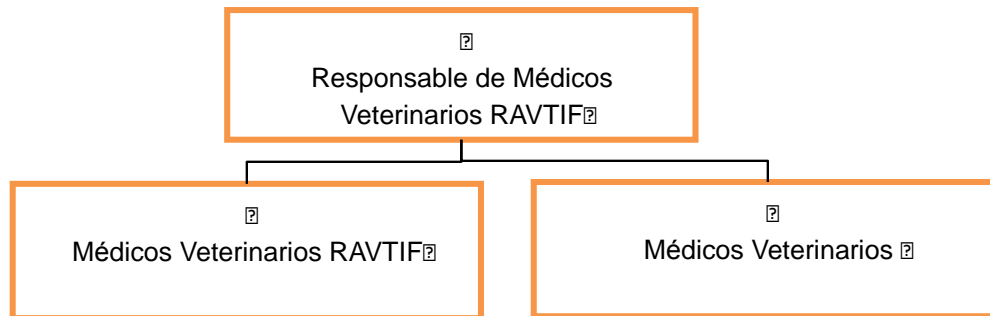 Responsable de Médicos
Veterinarios RAVTIF
Médicos Veterinarios RAVTIF
Médicos Veterinarios